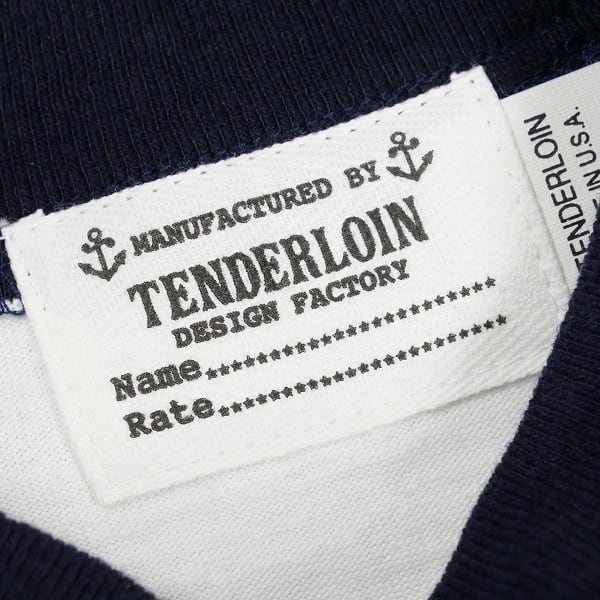 MANUFACTURED BY
TENDERLOIN
DESIGN FACTORY
Name
Rate
TENDERLOIN
IN U.S.A.